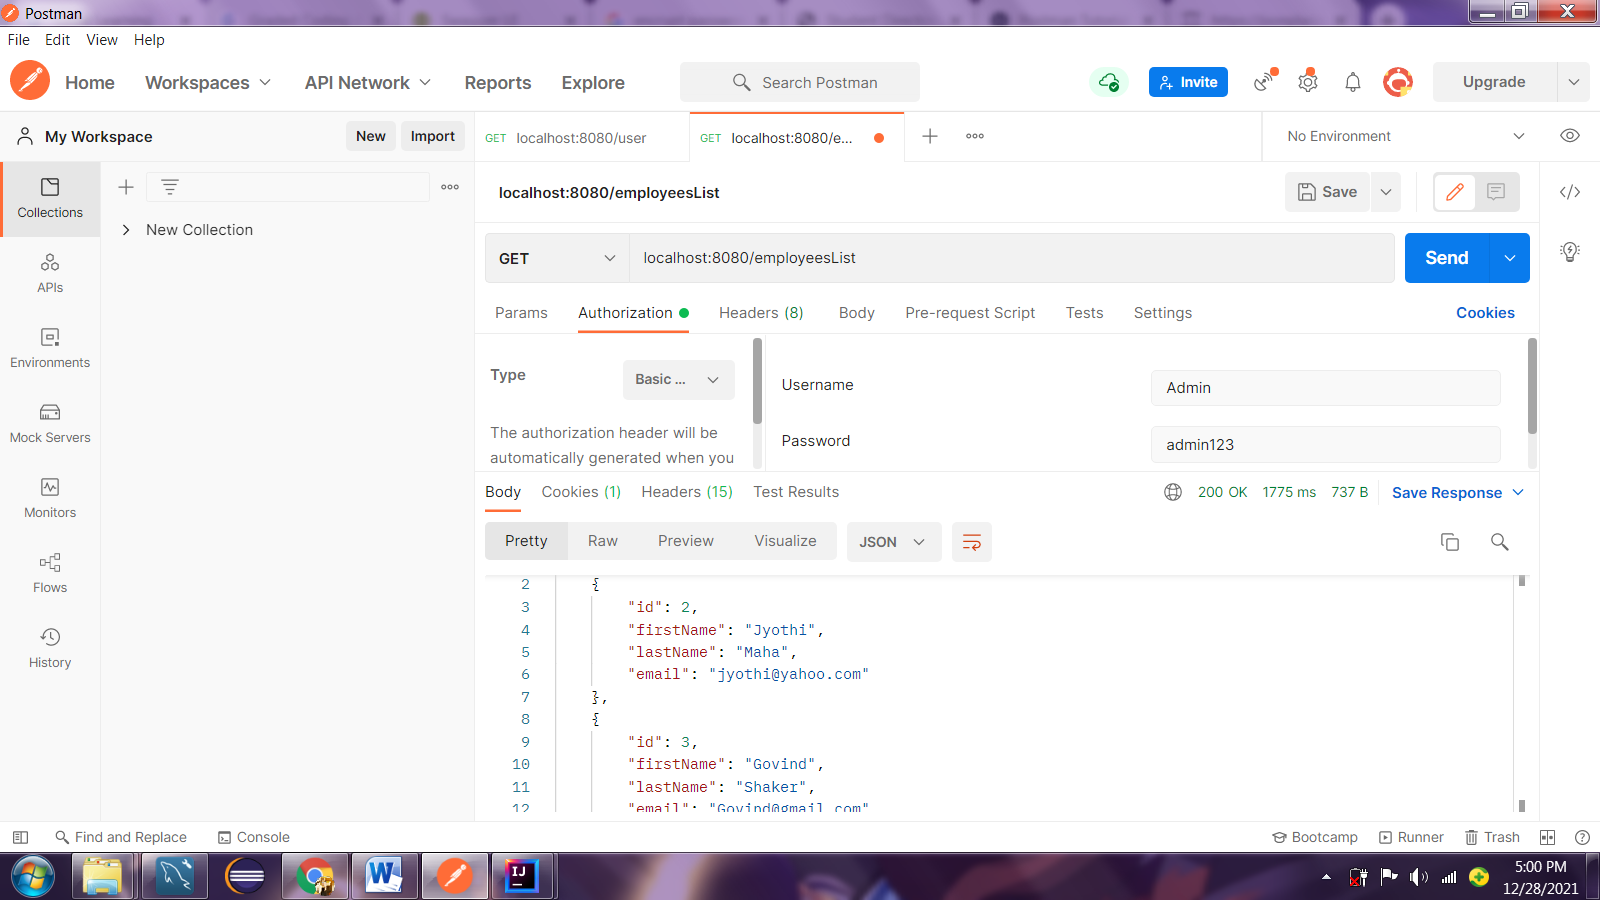 Postman
File Edit View Help
Home Workspaces API Network Reports Explore Search Postman Invite Upgrade
My Workspace New Import GET localhost:8080/user GET localhost:8080/e... No Environment
localhost:8080/employeesList Save
Collections
New Collection
GET localhost:8080/employeesList Send
APIs
Params Authorization Headers (8) Body Pre-request Script Tests Settings Cookies
Environments
Type Basic ... Username Admin
The authorization header will be
automatically generated when you
Password admin123
Mock Servers
Body Cookies (1) Headers (15) Test Results 200 OK 1775 ms 737 B Save Response
Monitors
Pretty Raw Preview Visualize JSON
Flows
History
2 {
3 "id": 2,
4 "firstName": "Jyothi",
5 "lastName": "Maha",
6 "email": "jyothi@yahoo.com"
7 },
8 {
9 "id": 3,
10 "firstName": "Govind",
11 "lastName": "Shaker",
12 "email": "Govind@gmail.com"
Find and Replace Console Bootcamp Runner Trash
IJ
5:00 PM
12/28/2021